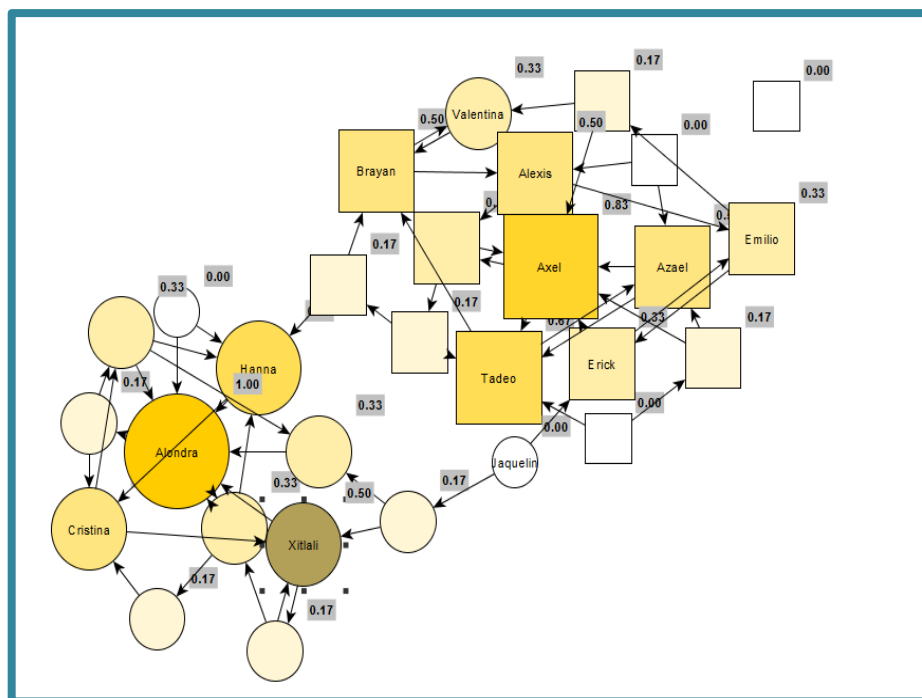 0.00
0.17
0.33
Valentina
0.50
0.50
0.00
Brayan
Alexis
0.33
0.83
Emilio
0.17
Axel
Azael
0.00
0.33
0.17
0.17
0.33
0.67
Erick
Hanna
1.00
0.17
Tadeo
0.33
0.00
0.00
Alondra
Jaquelin
0.33
0.17
0.50
Cristina
Xitlali
0.17
0.17